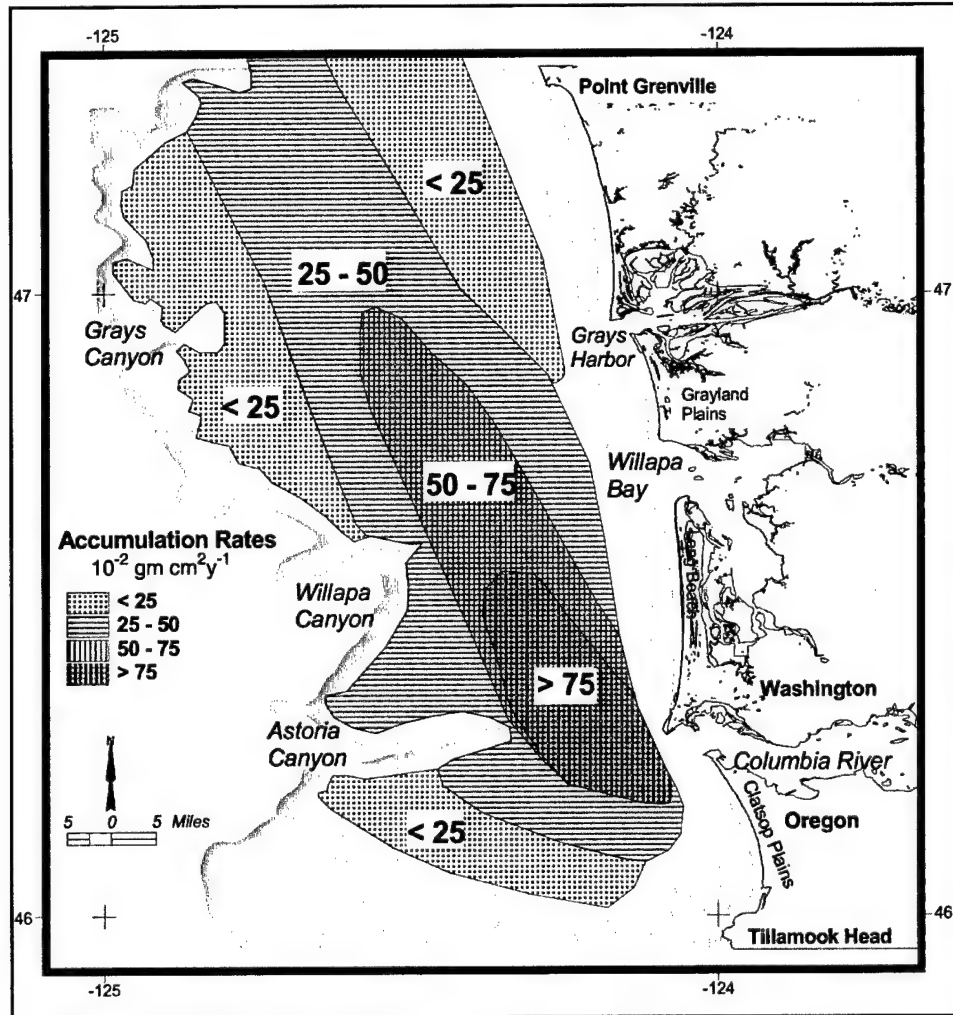 -125
-124
Point Grenville
< 25
25 - 50
47
47
Grays
Canyon
Grays
Harbor
< 25
Grayland
Plains
50 - 75
Willapa
Bay
Accumulation Rates
10⁻² gm cm²y⁻¹
< 25
25 - 50
50 - 75
> 75
Willapa
Canyon
Long Beach
> 75
Washington
Astoria
Canyon
Columbia River
N
5 0 5 Miles
< 25
Oregon
Clatsop Plains
46
46
Tillamook Head
-125
-124